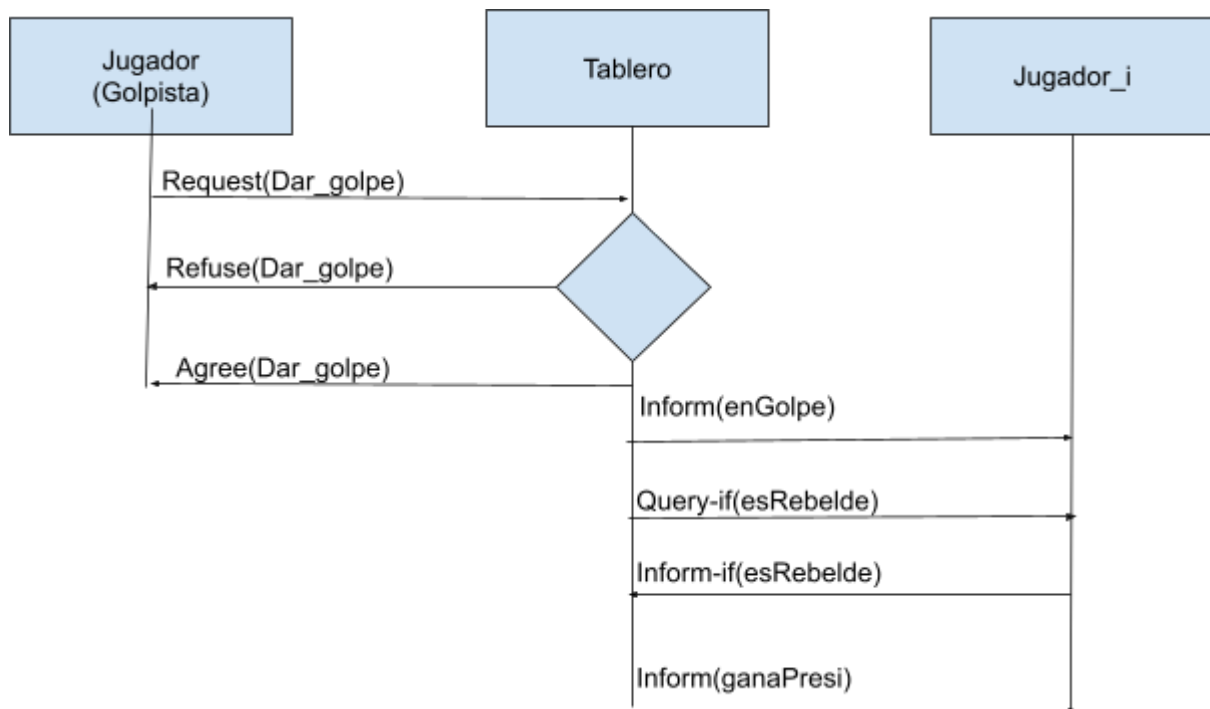 Jugador
(Golpista)
Tablero
Jugador_i
Request(Dar_golpe)
Refuse(Dar_golpe)
Agree(Dar_golpe)
Inform(enGolpe)
Query-if(esRebelde)
Inform-if(esRebelde)
Inform(ganaPresi)